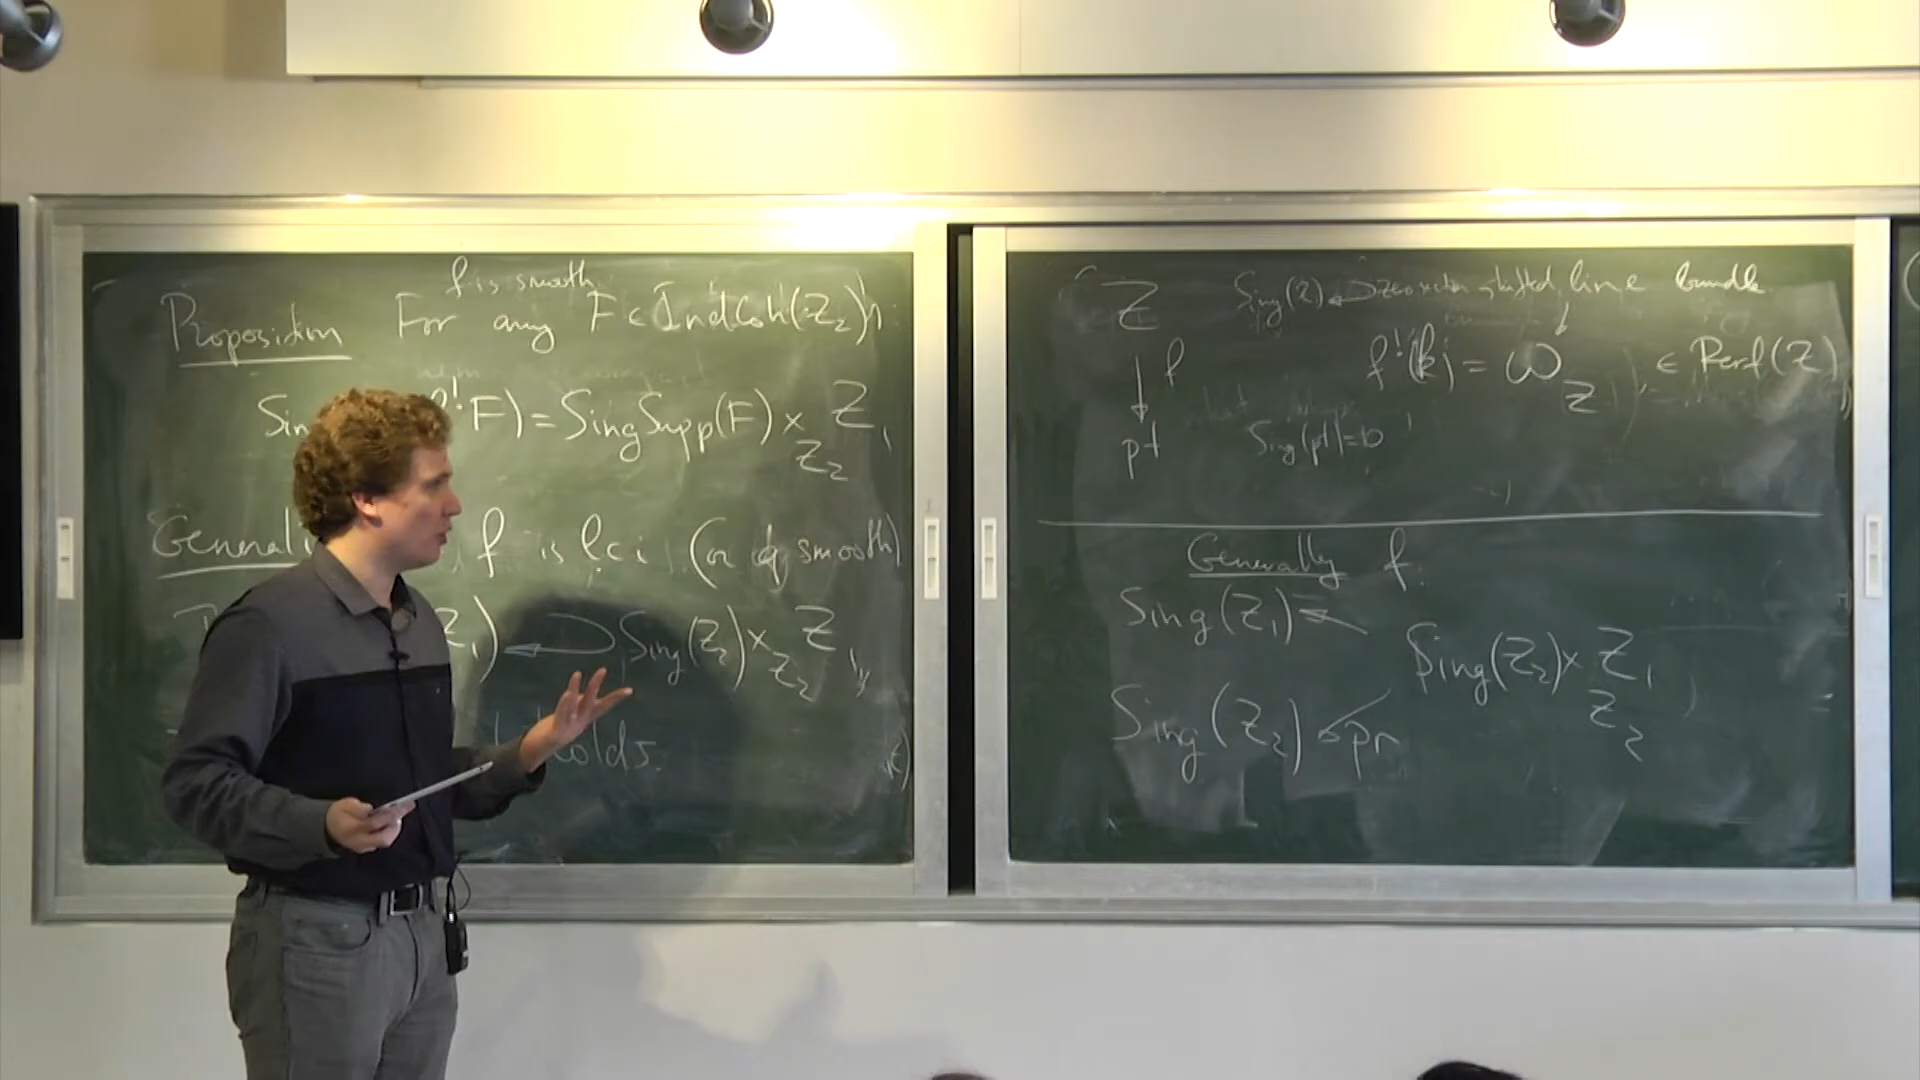 f is smooth
Proposition For any F ∈ IndCoh(Z₂)
Sin f!F) = SingSupp(F) ×_{Z₂} Z₁
Generali f is lci (or q smooth)
Z₁) ↩ Sing(Z₂) ×_{Z₂} Z₁,
holds.
Z Sing(Z) ↩ zero section shifted line bundle
↓ f f!(k) = ω_Z ∈ Perf(Z)
pt Sing(pt)=0
Generally f.
Sing(Z₁) ←
Sing(Z₂) ×_{Z₂} Z₁
Sing(Z₂) ← pr